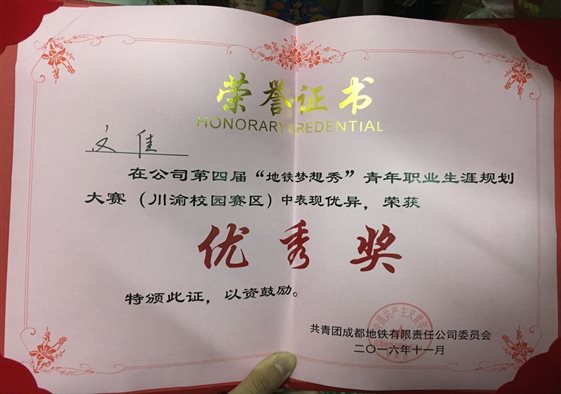 荣誉证书
HONORARY CREDENTIAL
文佳
在公司第四届“地铁梦想秀”青年职业生涯规划
大赛（川渝校园赛区）中表现优异，荣获
优秀奖
特颁此证，以资鼓励。
共青团成都地铁有限责任公司委员会
二〇一六年十一月